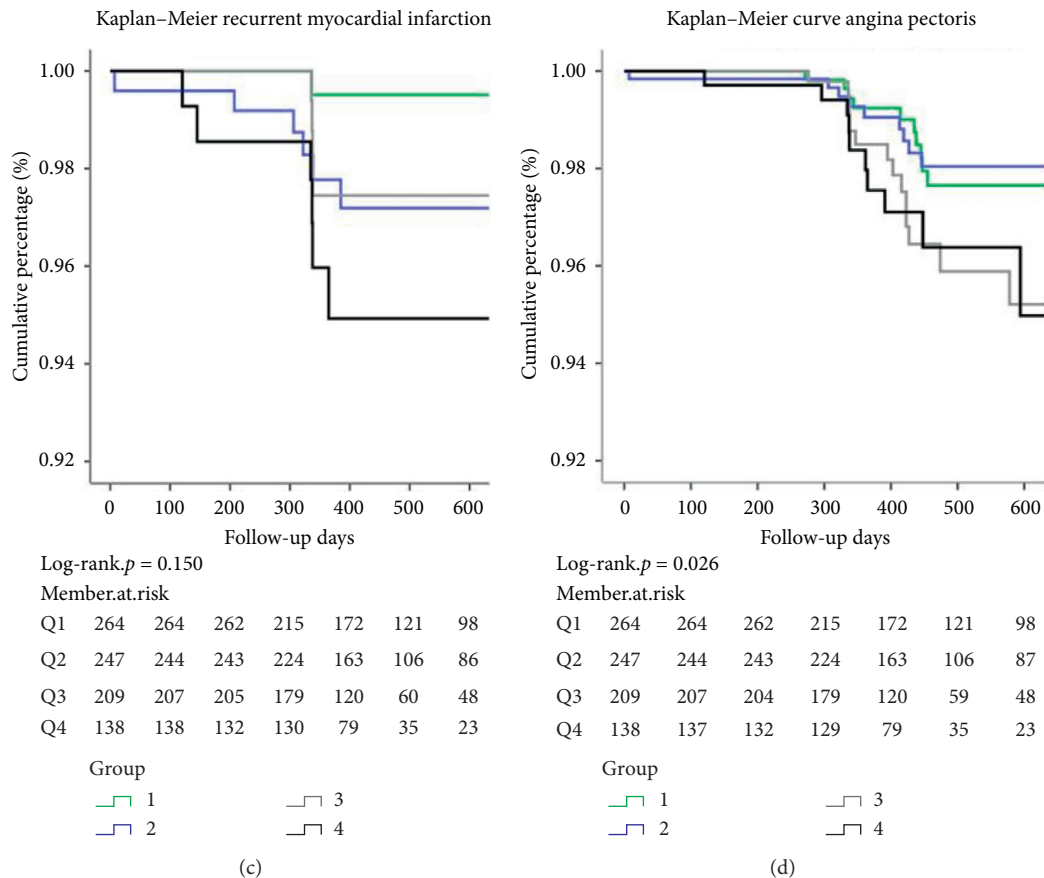 Kaplan–Meier recurrent myocardial infarction
1.00
0.98
0.96
0.94
0.92
Cumulative percentage (%)
0 100 200 300 400 500 600
Follow-up days
Log-rank.p = 0.150
Member.at.risk
Q1 264 264 262 215 172 121 98
Q2 247 244 243 224 163 106 86
Q3 209 207 205 179 120 60 48
Q4 138 138 132 130 79 35 23
Group
1 3
2 4
(c)
Kaplan–Meier curve angina pectoris
1.00
0.98
0.96
0.94
0.92
Cumulative percentage (%)
0 100 200 300 400 500 600
Follow-up days
Log-rank.p = 0.026
Member.at.risk
Q1 264 264 262 215 172 121 98
Q2 247 244 243 224 163 106 87
Q3 209 207 204 179 120 59 48
Q4 138 137 132 129 79 35 23
Group
1 3
2 4
(d)